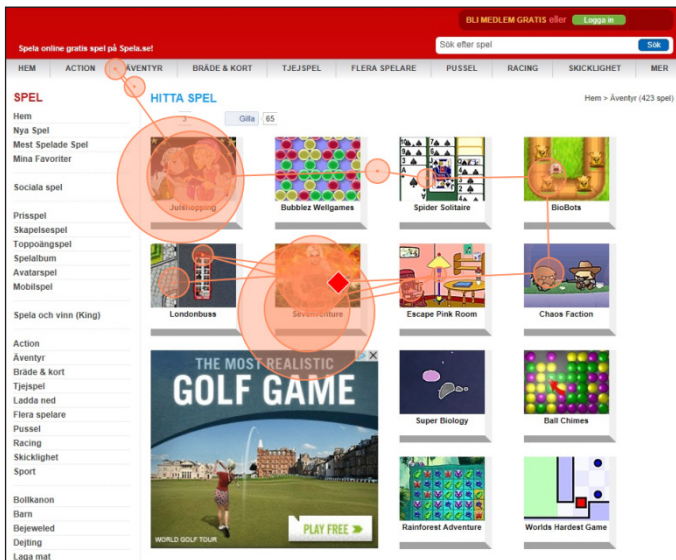 BLI MEDLEM GRATIS eller Logga in
Spela online gratis spel på Spela.se!
Sök efter spel
Sök
HEM ACTION ÄVENTYR BRÄDE & KORT TJEJSPEL FLERA SPELARE PUSSEL RACING SKICKLIGHET MER
SPEL
Hem
Nya Spel
Mest Spelade Spel
Mina Favoriter
Sociala spel
Prisspel
Skapelsespel
Toppoängspel
Spelalbum
Avatarspel
Mobilspel
Spela och vinn (King)
Action
Äventyr
Bräde & kort
Tjejspel
Ladda ned
Flera spelare
Pussel
Racing
Skicklighet
Sport
Bollkanon
Barn
Bejeweled
Dejting
Laga mat
HITTA SPEL
Hem > Äventyr (423 spel)
3 Gilla 65
Julshopping
Bubblez Wellgames
Spider Solitaire
BioBots
Londonbuss
Sevenventure
Escape Pink Room
Chaos Faction
THE MOST REALISTIC
GOLF GAME
WORLD GOLF TOUR
PLAY FREE
Super Biology
Ball Chimes
Rainforest Adventure
Worlds Hardest Game